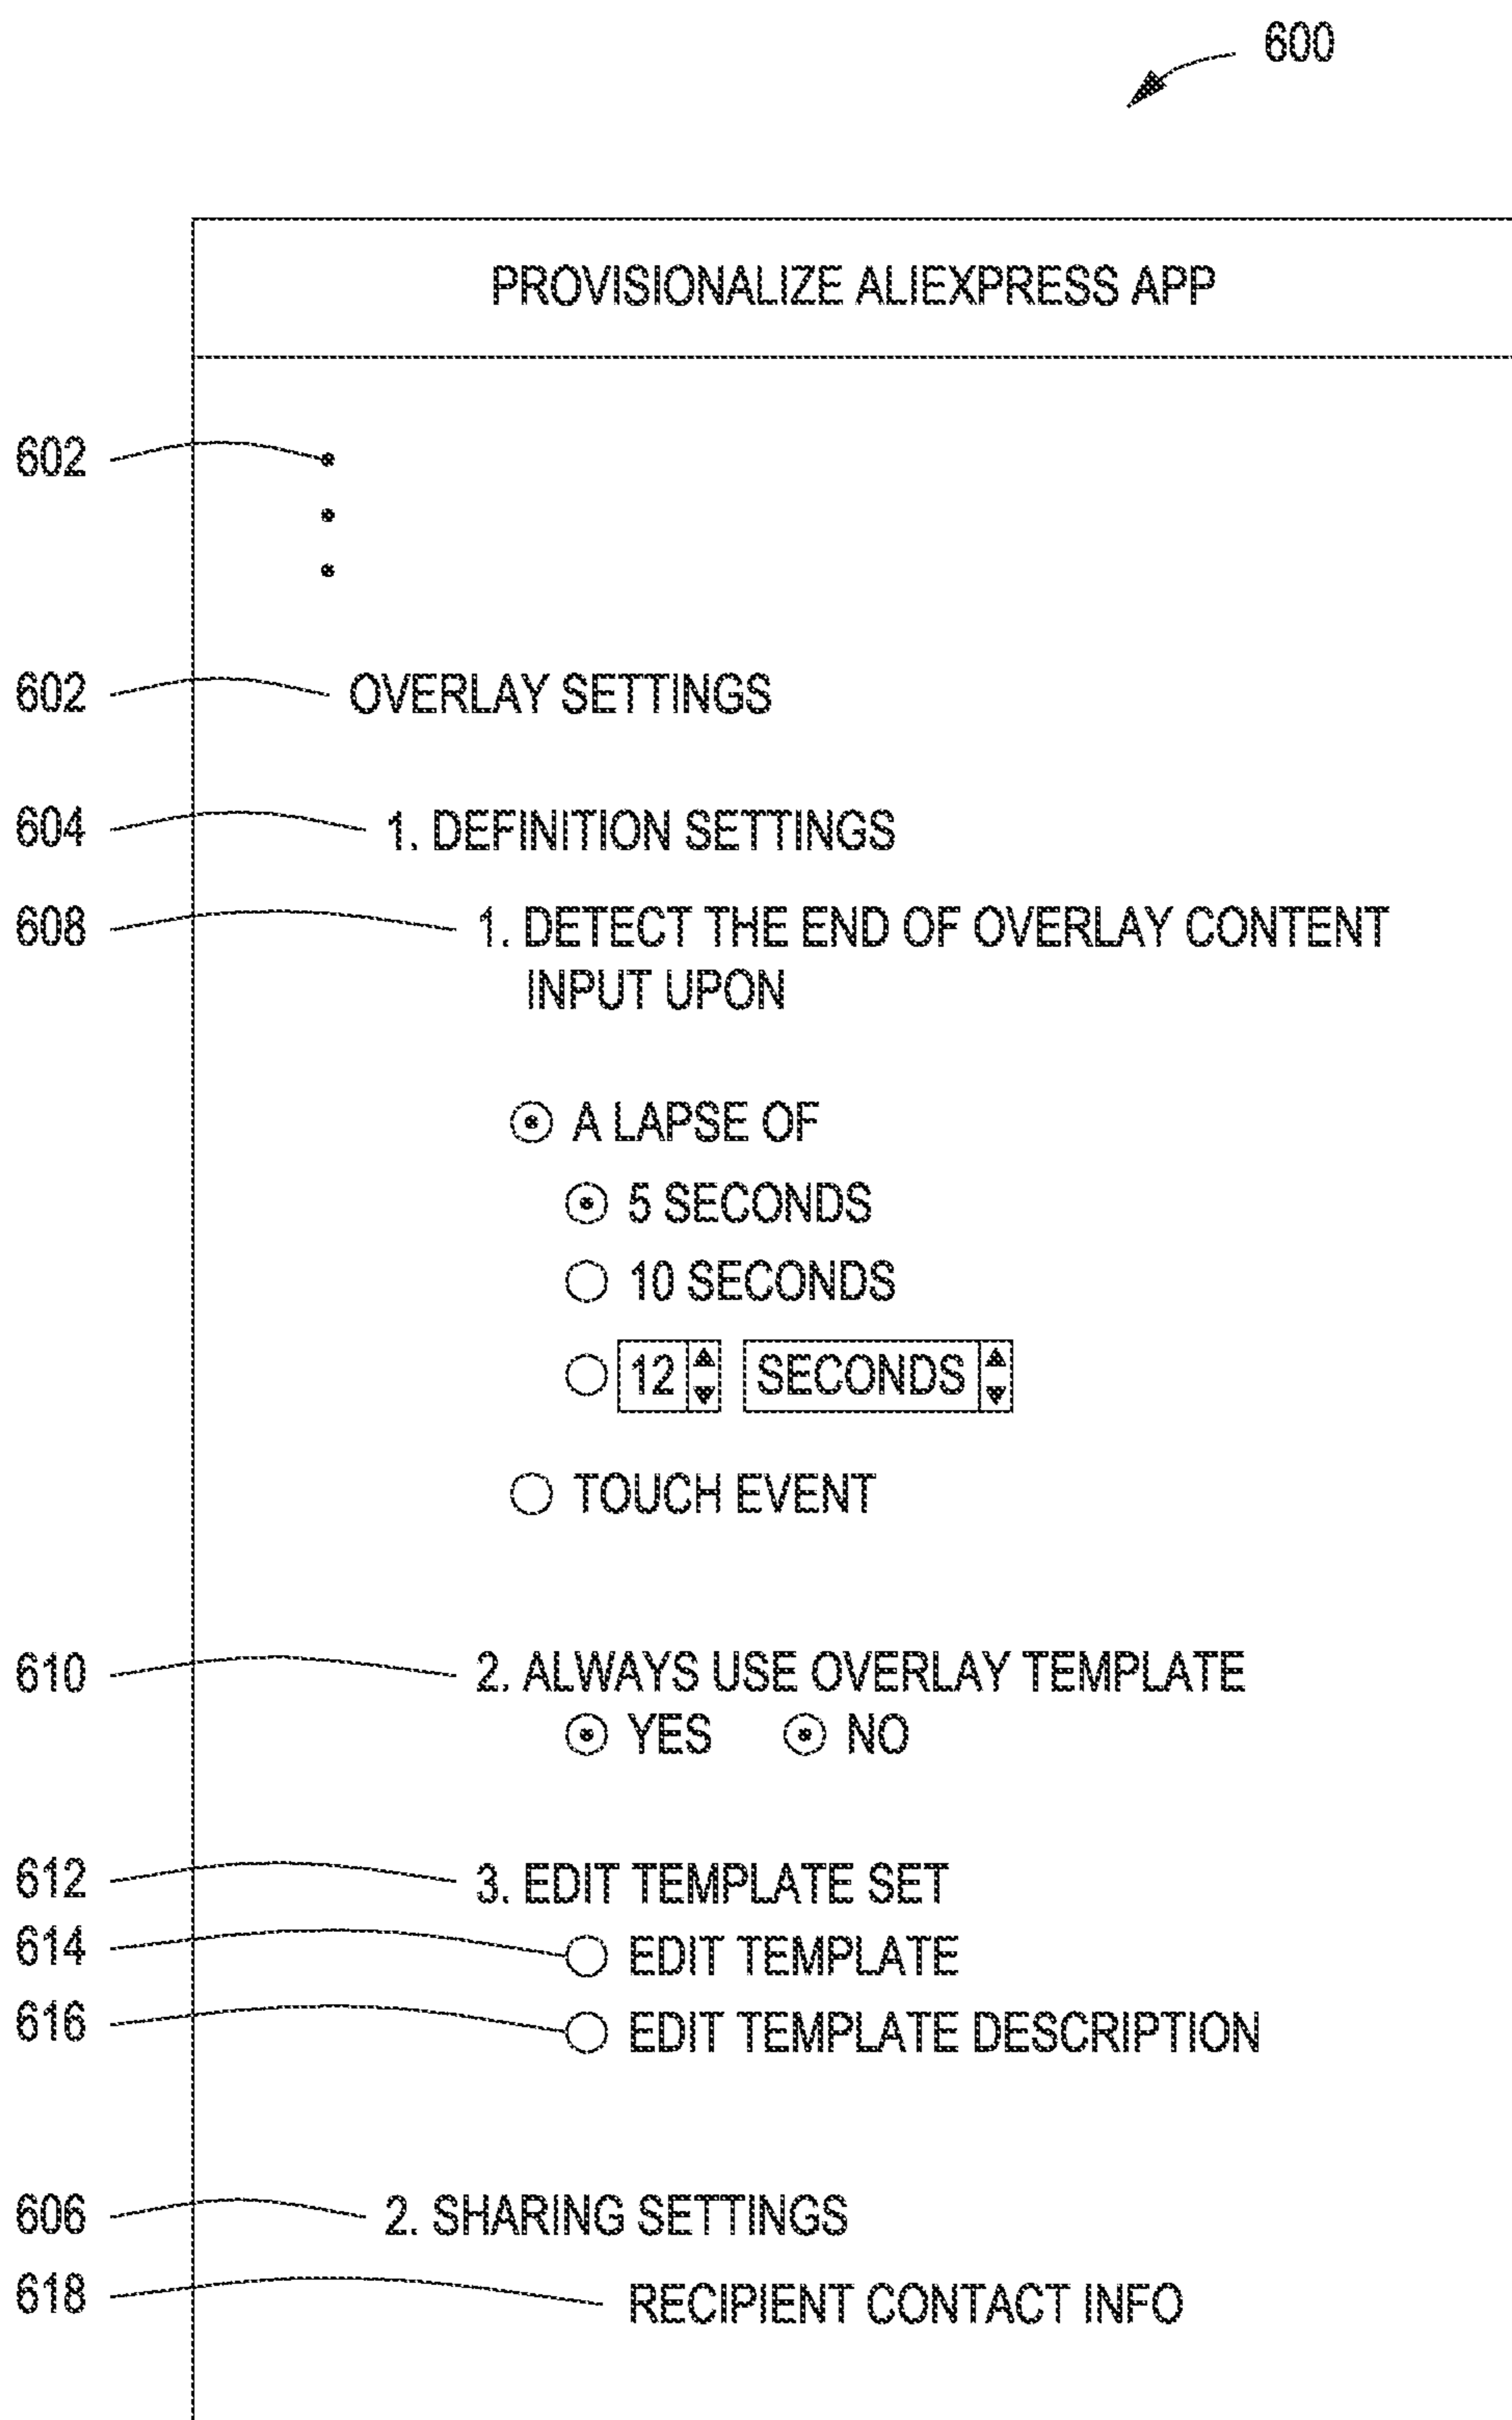 600
PROVISIONALIZE ALIEXPRESS APP
602
602 OVERLAY SETTINGS
604 1. DEFINITION SETTINGS
608 1. DETECT THE END OF OVERLAY CONTENT
INPUT UPON
A LAPSE OF
5 SECONDS
10 SECONDS
12 SECONDS
TOUCH EVENT
610 2. ALWAYS USE OVERLAY TEMPLATE
YES NO
612 3. EDIT TEMPLATE SET
614 EDIT TEMPLATE
616 EDIT TEMPLATE DESCRIPTION
606 2. SHARING SETTINGS
618 RECIPIENT CONTACT INFO